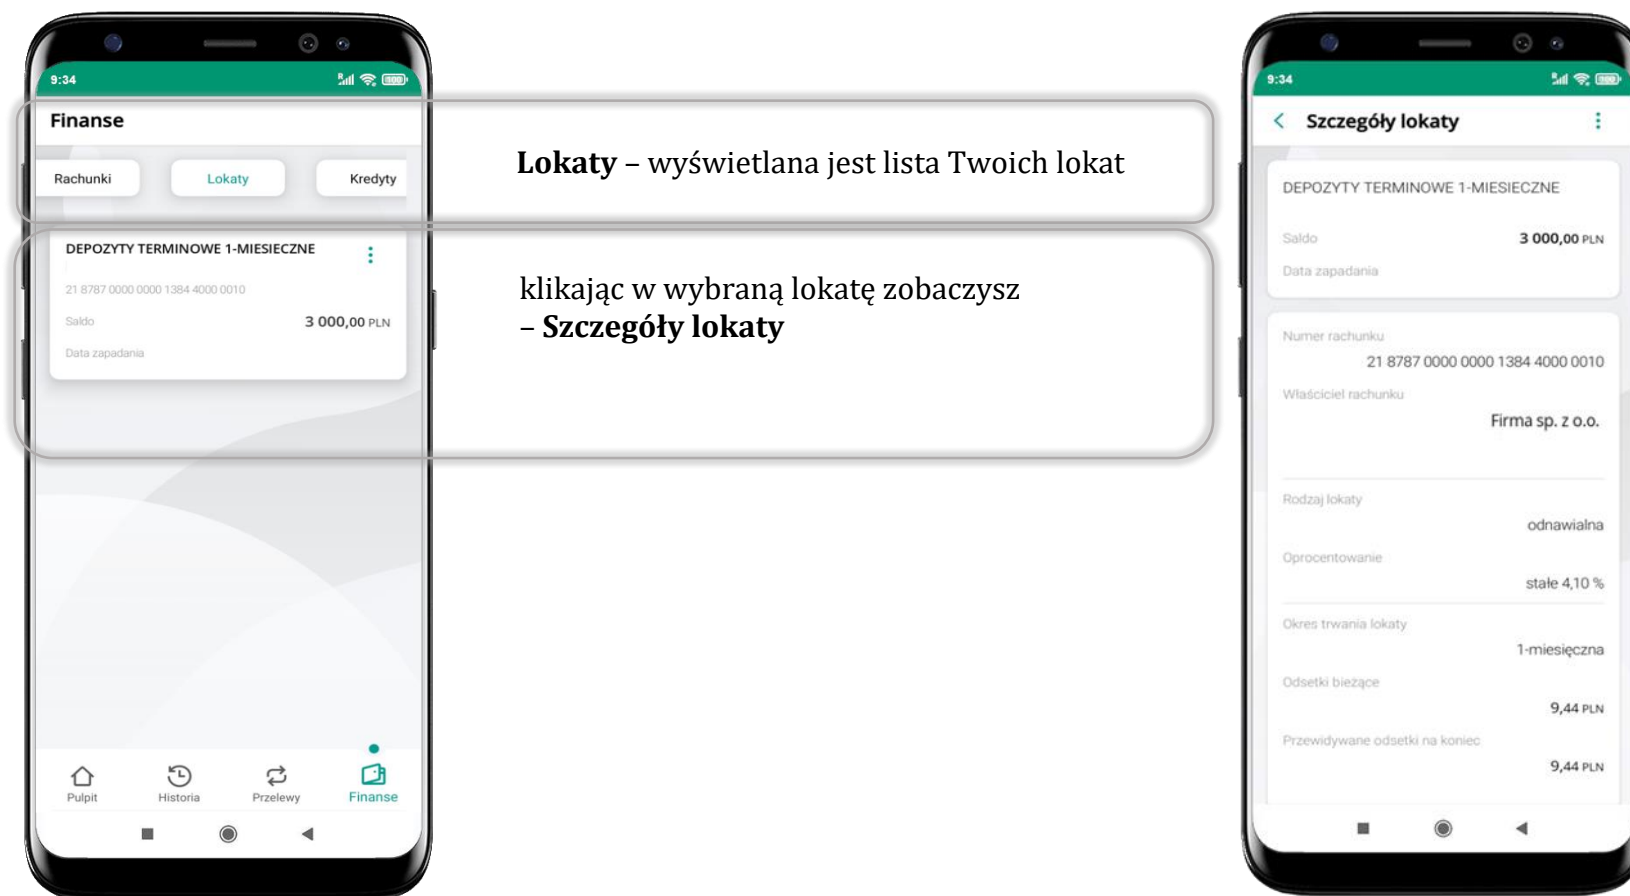 9:34
Finanse
Rachunki Lokaty Kredyty
DEPOZYTY TERMINOWE 1-MIESIECZNE
21 8787 0000 0000 1384 4000 0010
Saldo 3 000,00 PLN
Data zapadania
Pulpit Historia Przelewy Finanse
Lokaty – wyświetlana jest lista Twoich lokat
klikając w wybraną lokatę zobaczysz
– Szczegóły lokaty
9:34
Szczegóły lokaty
DEPOZYTY TERMINOWE 1-MIESIECZNE
Saldo 3 000,00 PLN
Data zapadania
Numer rachunku
21 8787 0000 0000 1384 4000 0010
Właściciel rachunku
Firma sp. z o.o.
Rodzaj lokaty
odnawialna
Oprocentowanie
stałe 4,10 %
Okres trwania lokaty
1-miesięczna
Odsetki bieżące
9,44 PLN
Przewidywane odsetki na koniec
9,44 PLN